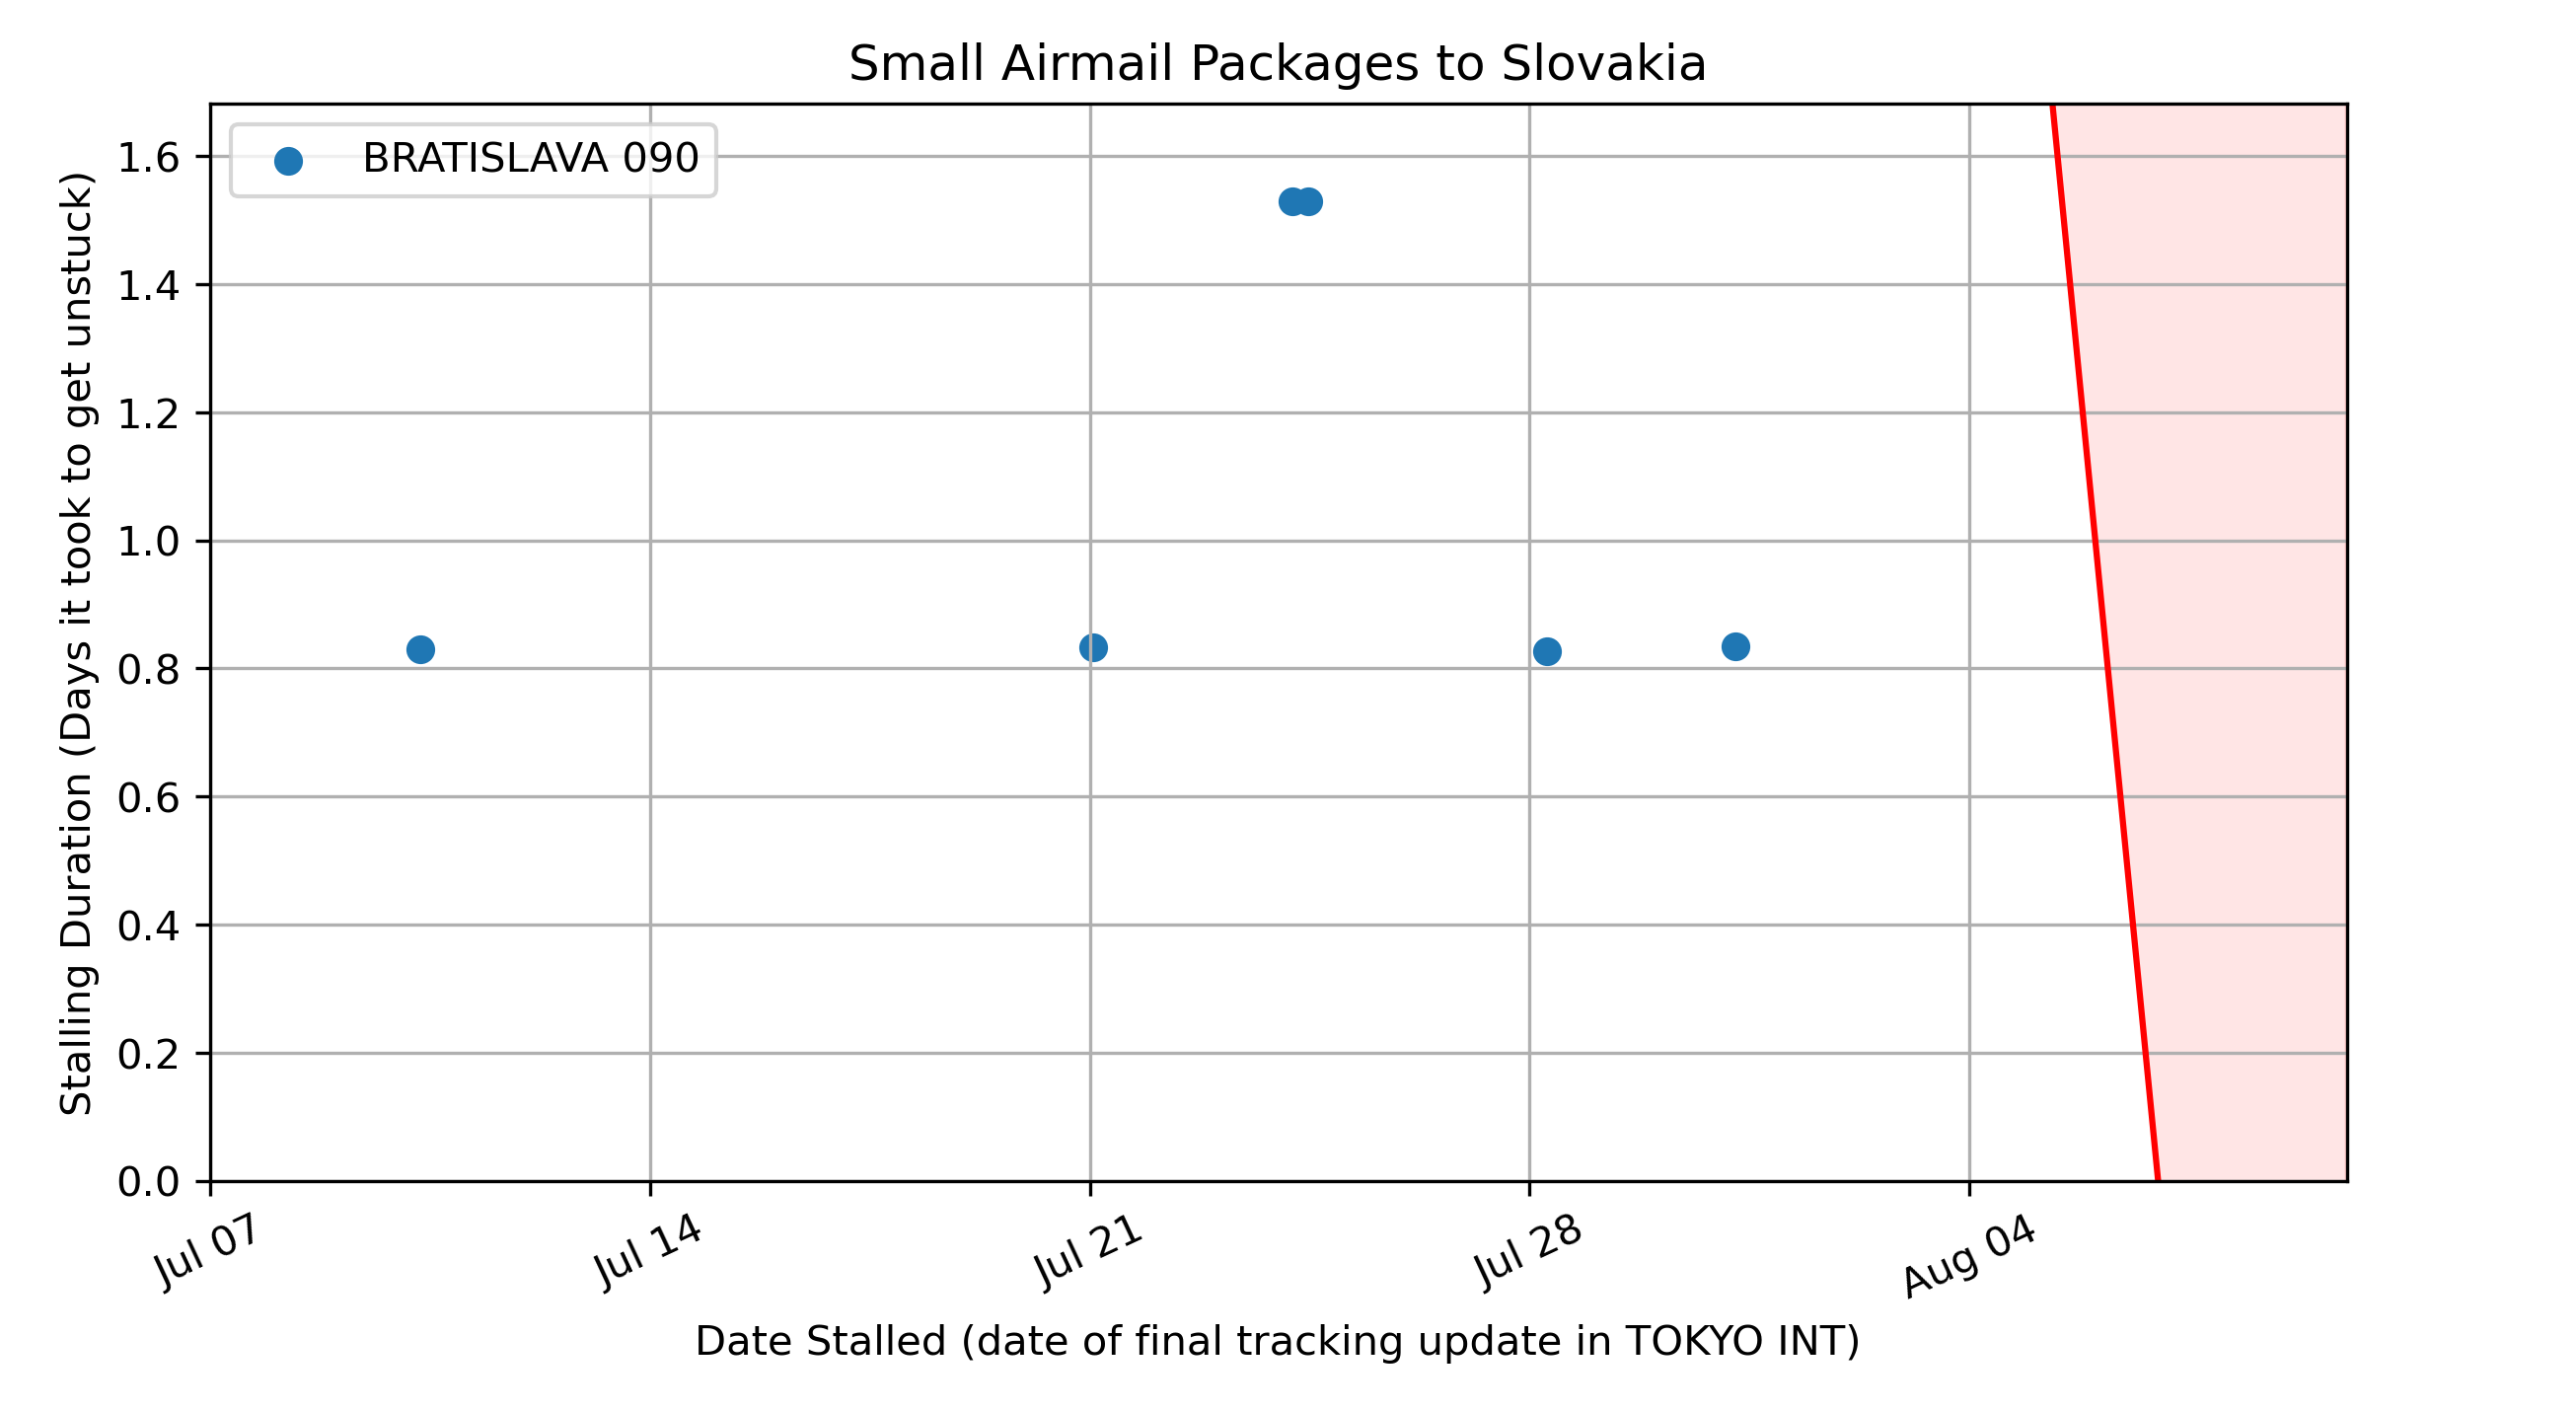 Small Airmail Packages to Slovakia
BRATISLAVA 090
Stalling Duration (Days it took to get unstuck)
1.6
1.4
1.2
1.0
0.8
0.6
0.4
0.2
0.0
Jul 07
Jul 14
Jul 21
Jul 28
Aug 04
Date Stalled (date of final tracking update in TOKYO INT)